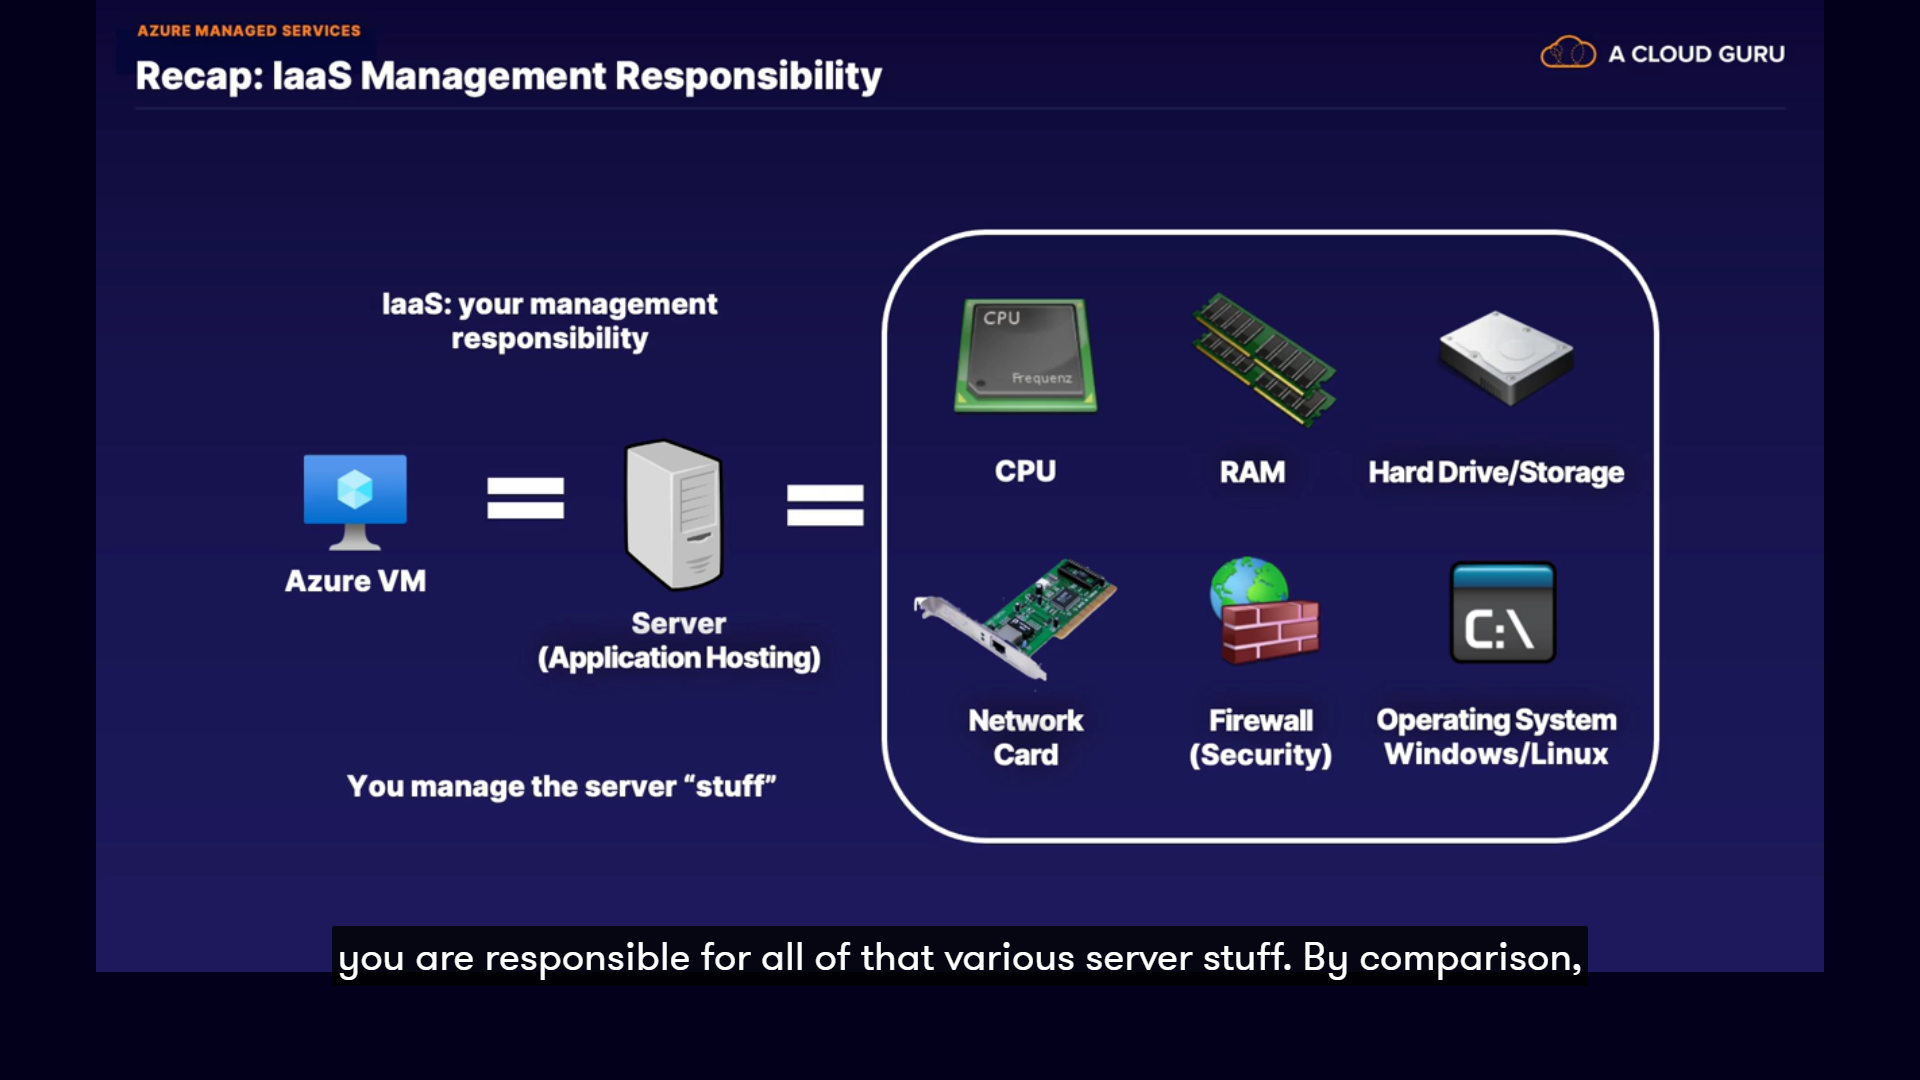 AZURE MANAGED SERVICES
Recap: IaaS Management Responsibility
A CLOUD GURU
IaaS: your management
responsibility
Azure VM
Server
(Application Hosting)
You manage the server “stuff”
CPU
Frequenz
CPU
RAM
Hard Drive/Storage
C:\
Network
Card
Firewall
(Security)
Operating System
Windows/Linux
you are responsible for all of that various server stuff. By comparison,